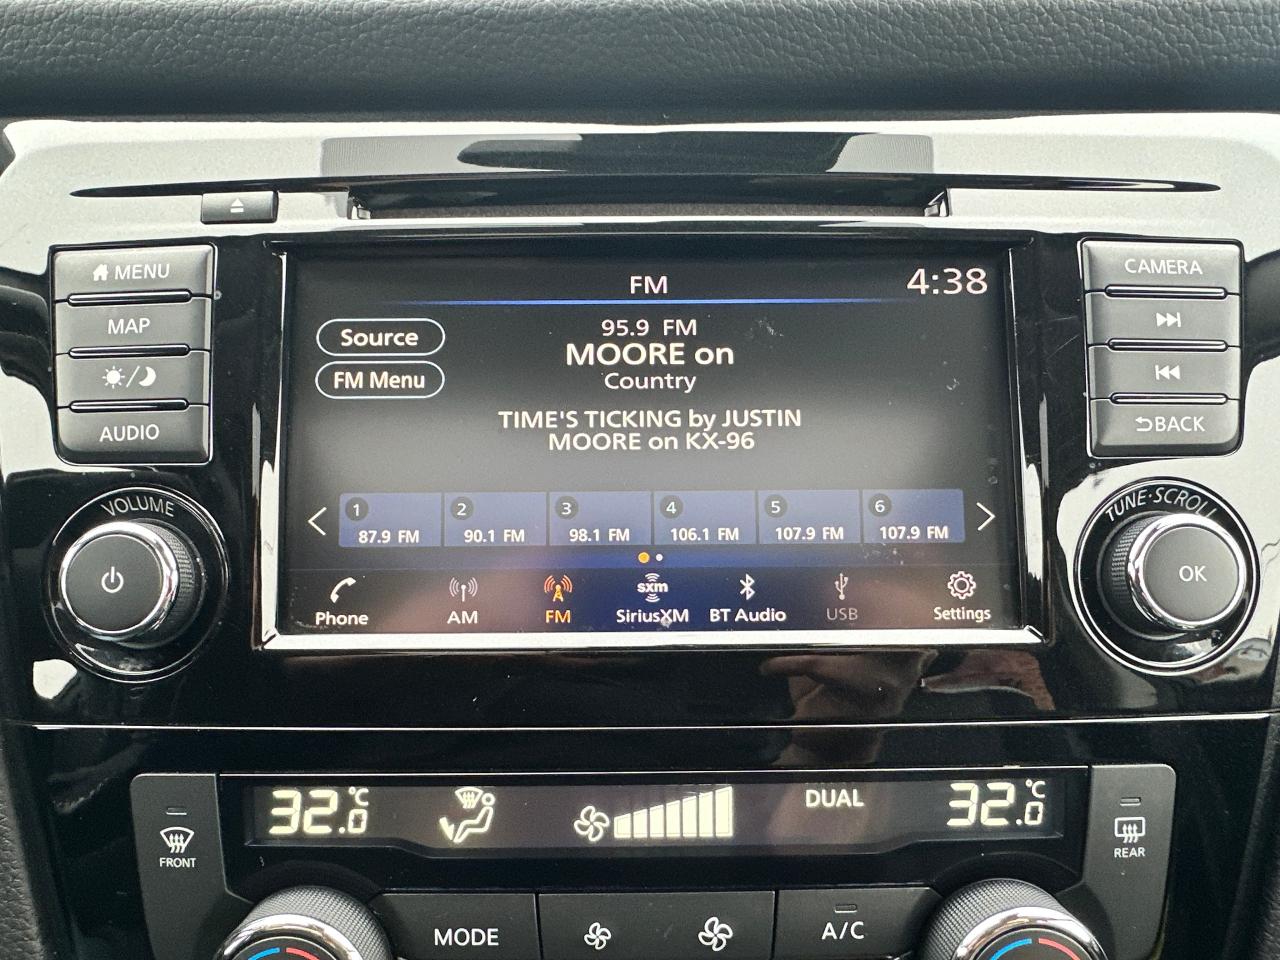 MENU
MAP
AUDIO
VOLUME
FM
4:38
Source
FM Menu
95.9 FM
MOORE on
Country
TIME'S TICKING by JUSTIN
MOORE on KX-96
1
87.9 FM
2
90.1 FM
3
98.1 FM
4
106.1 FM
5
107.9 FM
6
107.9 FM
Phone
AM
FM
sxm
SiriusXM
BT Audio
USB
Settings
CAMERA
BACK
TUNE·SCROLL
OK
FRONT
32.0 °C
DUAL
32.0 °C
REAR
MODE
A/C